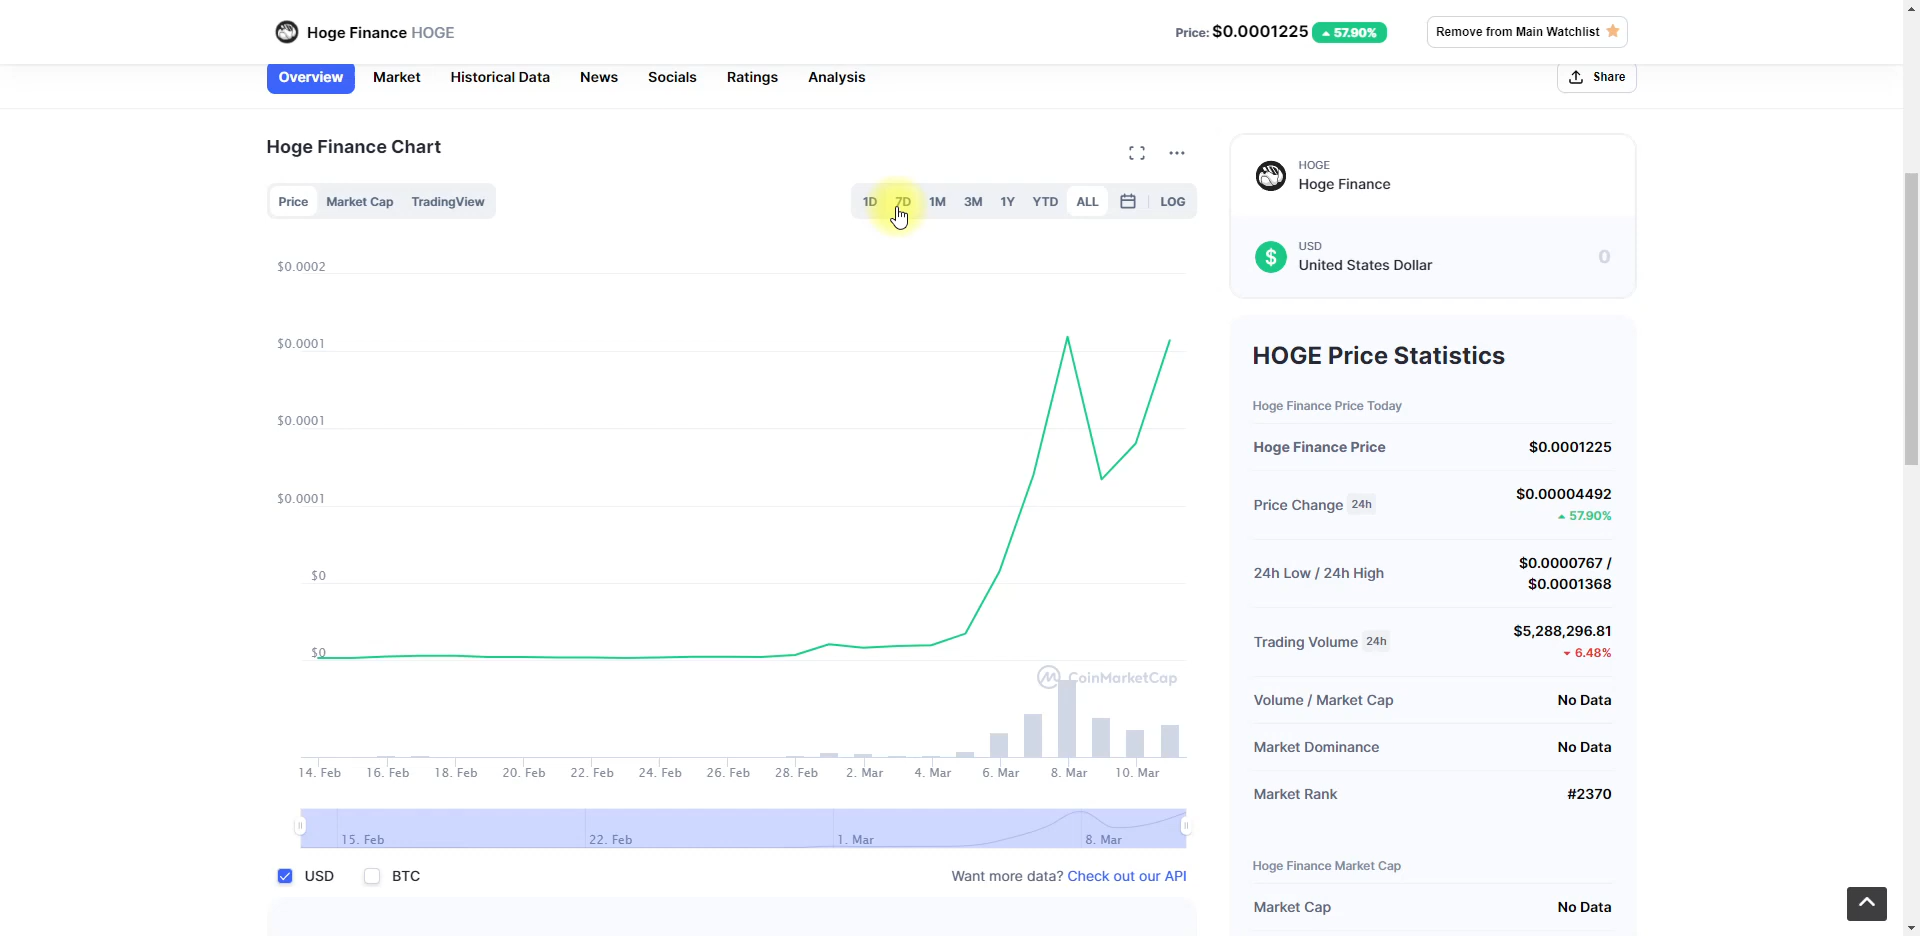 Hoge Finance HOGE
Price: $0.0001225 57.90%
Remove from Main Watchlist
Overview Market Historical Data News Socials Ratings Analysis
Share
Hoge Finance Chart
Price Market Cap TradingView
1D 7D 1M 3M 1Y YTD ALL LOG
$0.0002
$0.0001
$0.0001
$0.0001
$0
$0
CoinMarketCap
14. Feb 16. Feb 18. Feb 20. Feb 22. Feb 24. Feb 26. Feb 28. Feb 2. Mar 4. Mar 6. Mar 8. Mar 10. Mar
15. Feb 22. Feb 1. Mar 8. Mar
USD BTC
Want more data? Check out our API
HOGE
Hoge Finance
$
USD
United States Dollar
0
HOGE Price Statistics
Hoge Finance Price Today
Hoge Finance Price $0.0001225
Price Change 24h $0.00004492
57.90%
24h Low / 24h High $0.0000767 /
$0.0001368
Trading Volume 24h $5,288,296.81
6.48%
Volume / Market Cap No Data
Market Dominance No Data
Market Rank #2370
Hoge Finance Market Cap
Market Cap No Data